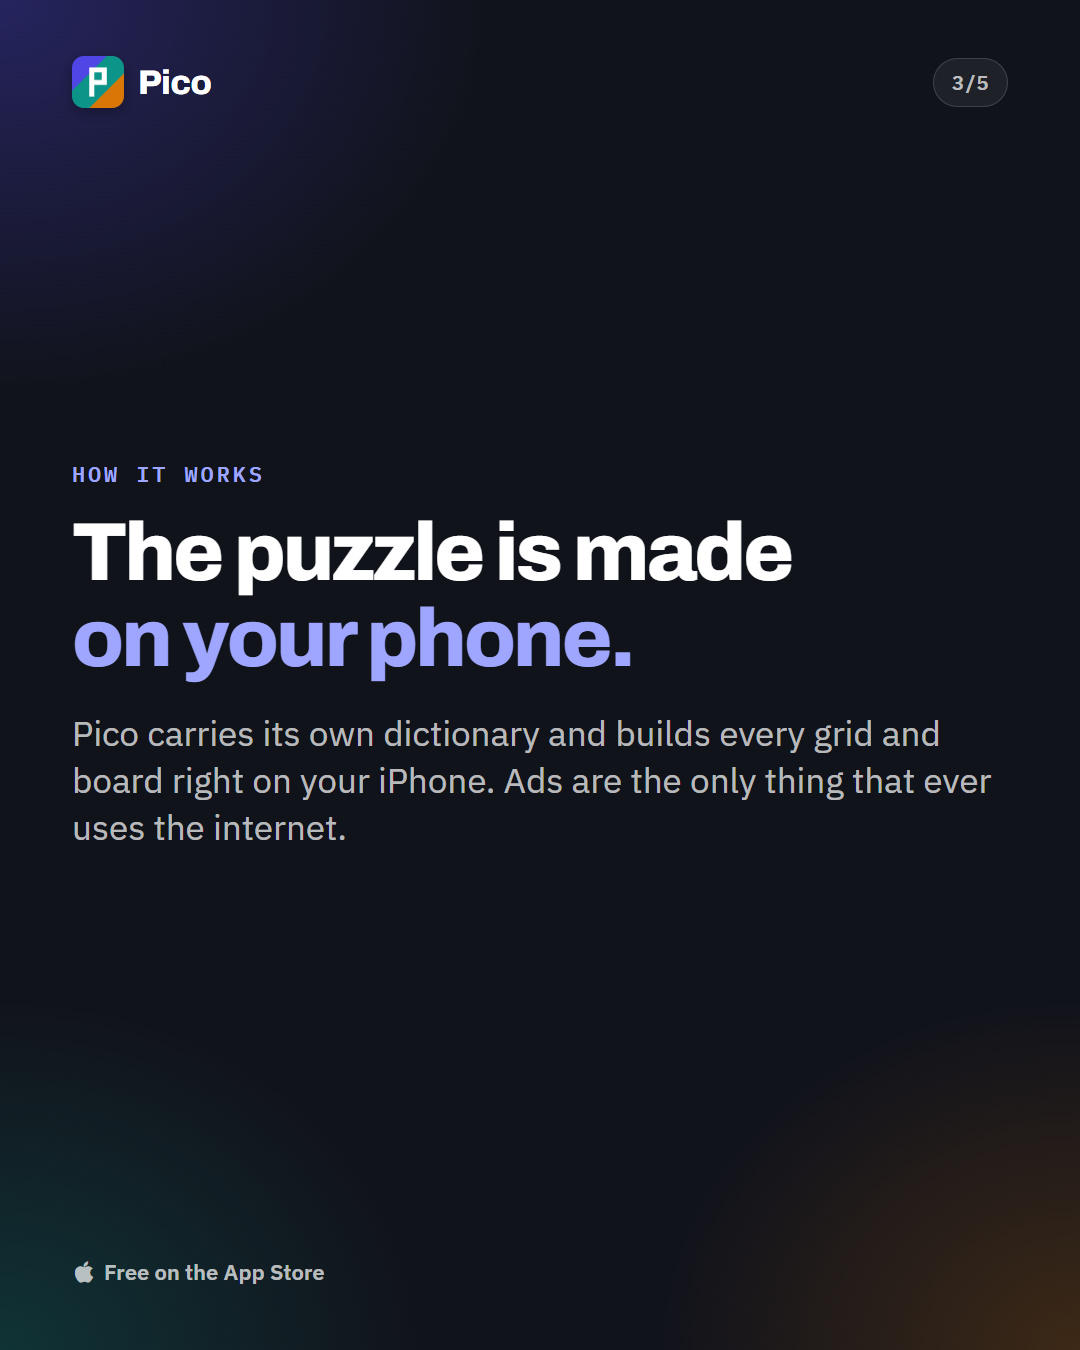 Pico
3/5
HOW IT WORKS
The puzzle is made
on your phone.
Pico carries its own dictionary and builds every grid and
board right on your iPhone. Ads are the only thing that ever
uses the internet.
Free on the App Store